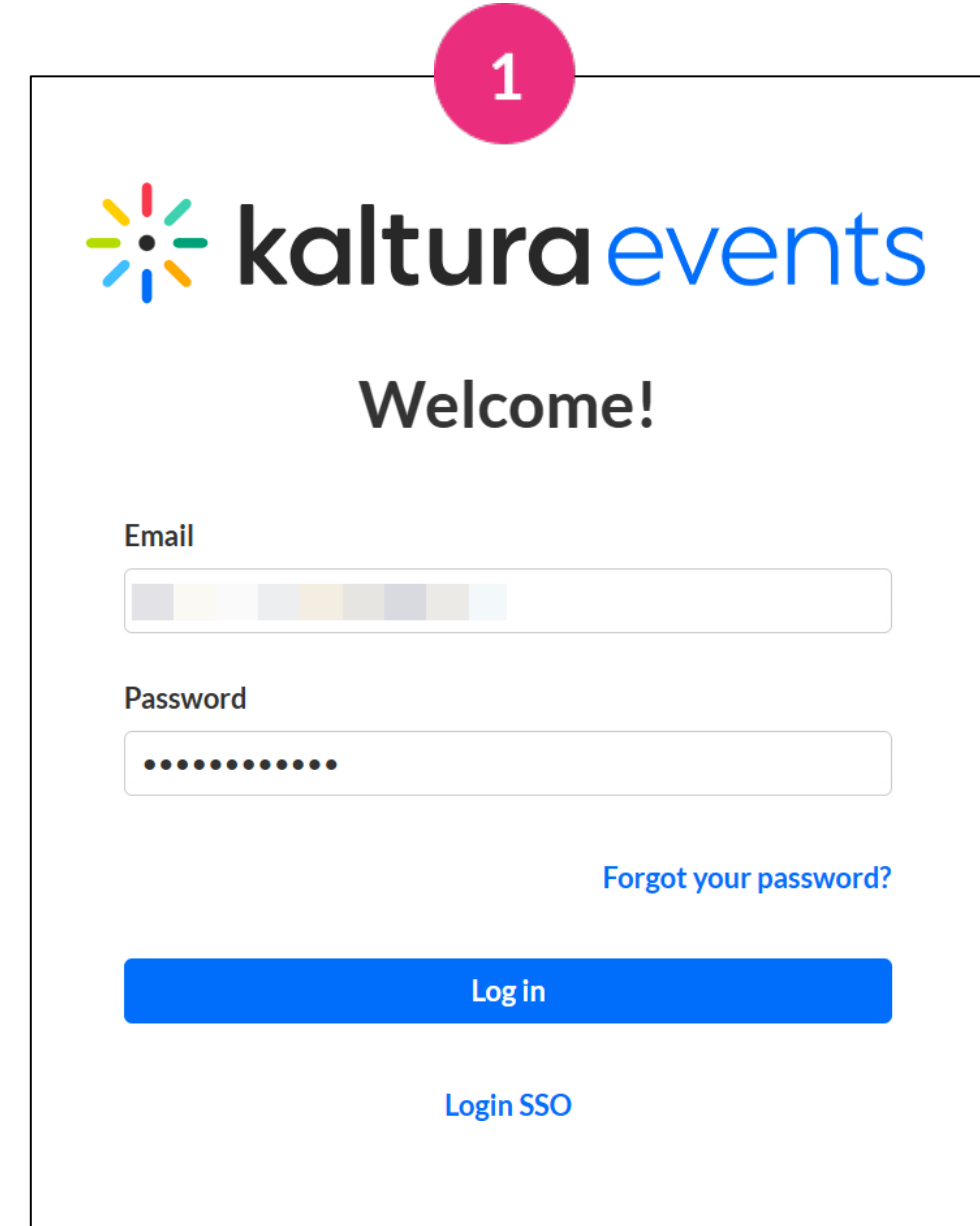 1
kaltura events
Welcome!
Email
Password
••••••••••••
Forgot your password?
Log in
Login SSO